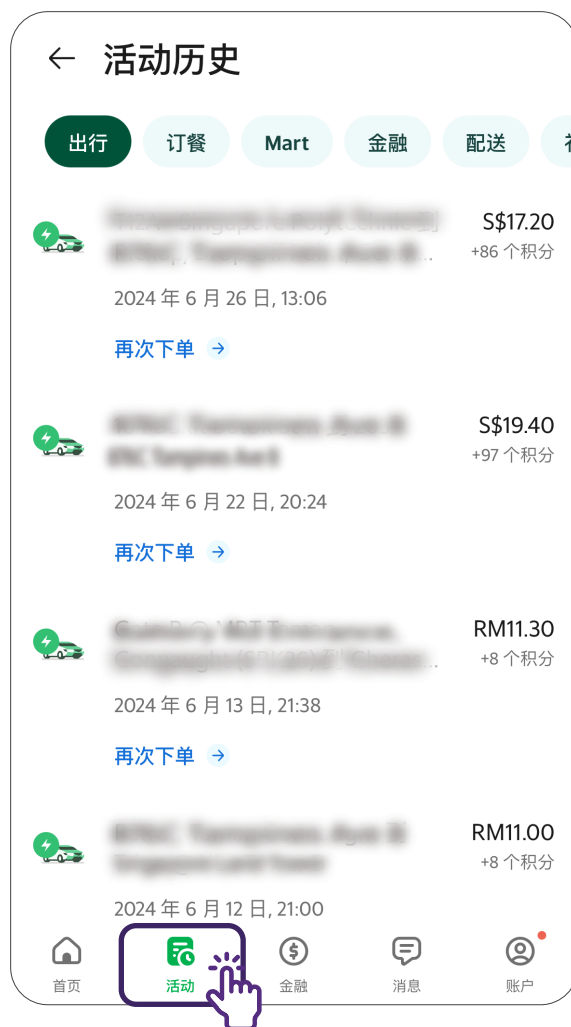 活动历史
出行 订餐 Mart 金融 配送
S$17.20
+86 个积分
2024 年 6 月 26 日, 13:06
再次下单
S$19.40
+97 个积分
2024 年 6 月 22 日, 20:24
再次下单
RM11.30
+8 个积分
2024 年 6 月 13 日, 21:38
再次下单
RM11.00
+8 个积分
2024 年 6 月 12 日, 21:00
首页 活动 金融 消息 账户